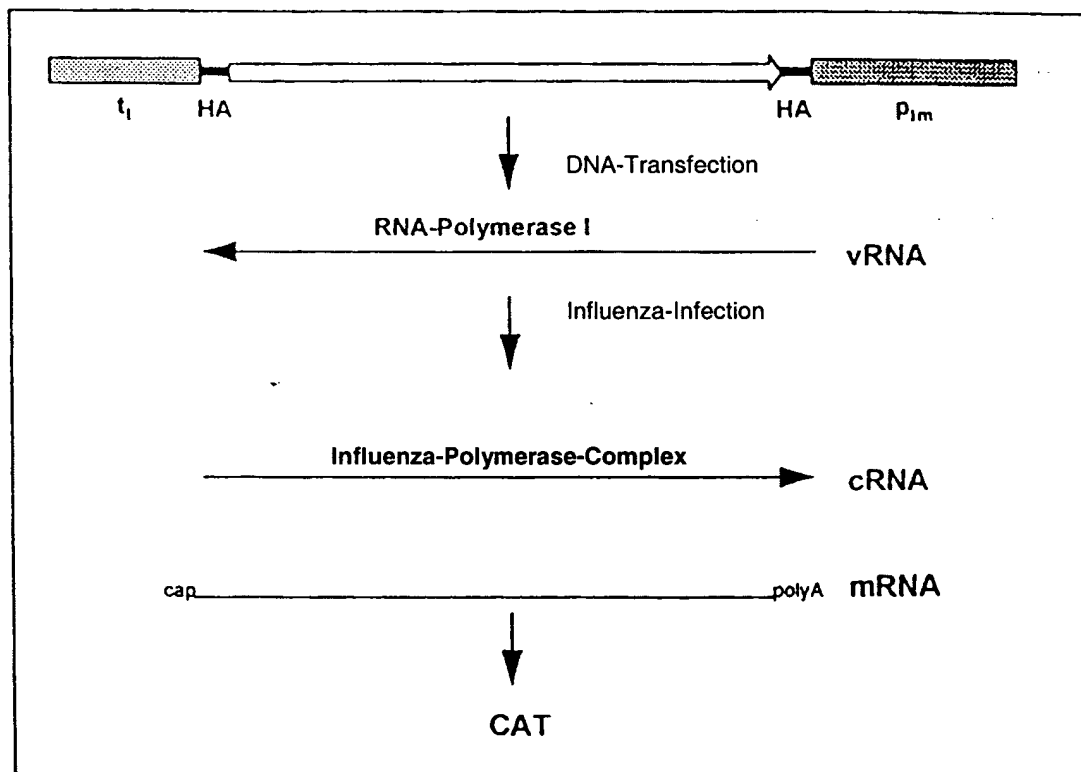 t₁ HA HA p₁m
DNA-Transfection
RNA-Polymerase I
vRNA
Influenza-Infection
Influenza-Polymerase-Complex
cRNA
cap polyA mRNA
CAT